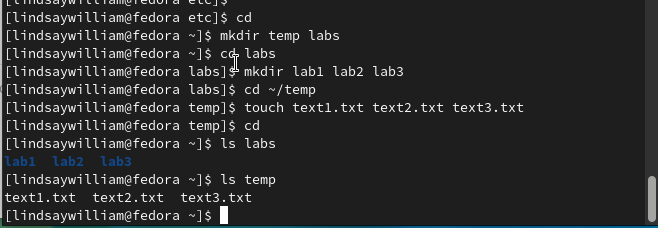 [lindsaywilliam@fedora etc]$
[lindsaywilliam@fedora etc]$ cd
[lindsaywilliam@fedora ~]$ mkdir temp labs
[lindsaywilliam@fedora ~]$ cd labs
[lindsaywilliam@fedora labs]$ mkdir lab1 lab2 lab3
[lindsaywilliam@fedora labs]$ cd ~/temp
[lindsaywilliam@fedora temp]$ touch text1.txt text2.txt text3.txt
[lindsaywilliam@fedora temp]$ cd
[lindsaywilliam@fedora ~]$ ls labs
lab1  lab2  lab3
[lindsaywilliam@fedora ~]$ ls temp
text1.txt  text2.txt  text3.txt
[lindsaywilliam@fedora ~]$